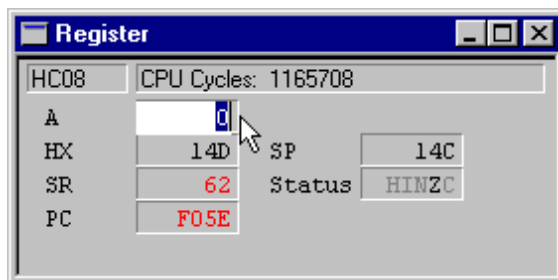 Register
HC08 CPU Cycles: 1165708
A 0
HX 14D SP 14C
SR 62 Status HINZC
PC F05E